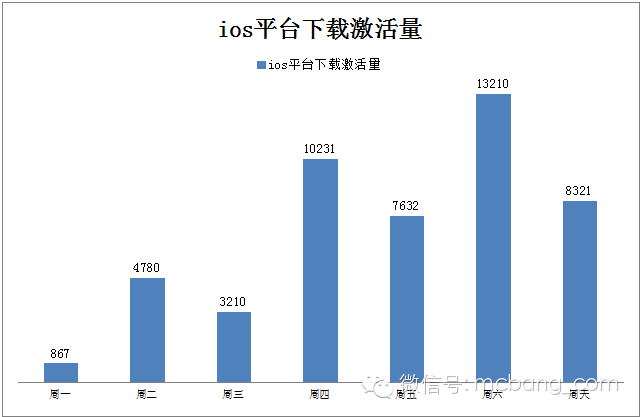 ios平台下载激活量
ios平台下载激活量
13210
10231
8321
7632
4780
3210
867
周一 周二 周三 周四 周五 周六 周天
微信号: mcbang_com